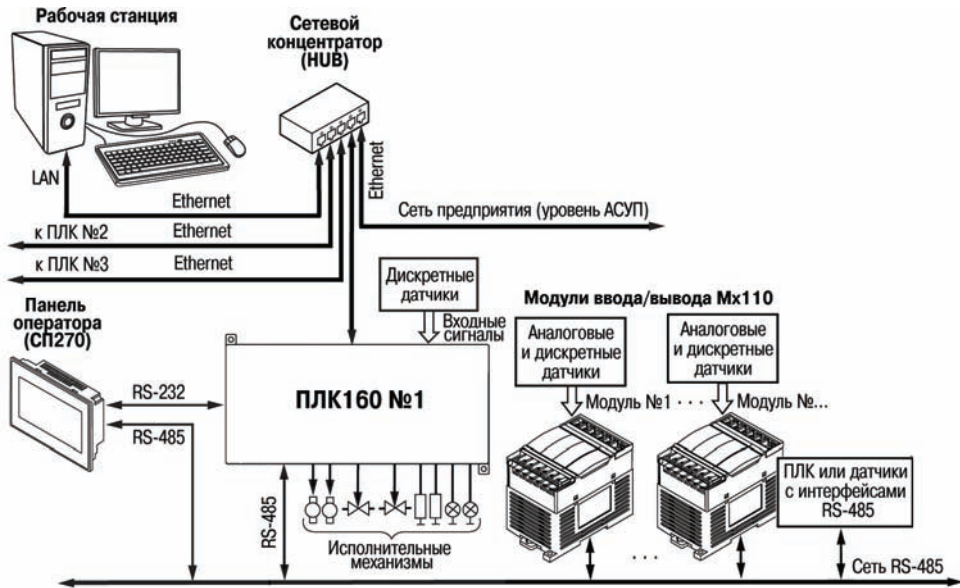 Рабочая станция
Сетевой
концентратор
(HUB)
LAN
Ethernet
Ethernet
Сеть предприятия (уровень АСУП)
к ПЛК №2
Ethernet
к ПЛК №3
Ethernet
Дискретные
датчики
Входные
сигналы
Модули ввода/вывода Мх110
Аналоговые
и дискретные
датчики
Аналоговые
и дискретные
датчики
Модуль №1 · · · Модуль №...
Панель
оператора
(СП270)
RS-232
RS-485
ПЛК160 №1
RS-485
Исполнительные
механизмы
ПЛК или датчики
с интерфейсами
RS-485
· · ·
Сеть RS-485